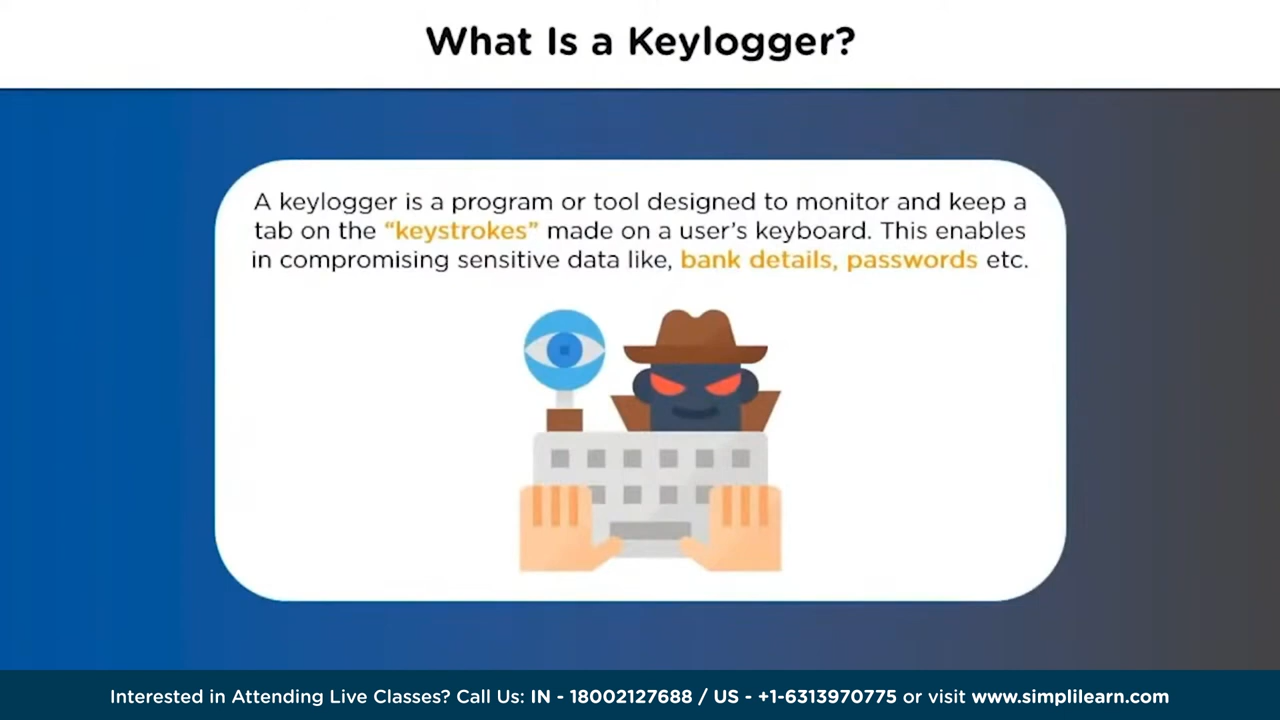 What Is a Keylogger?
A keylogger is a program or tool designed to monitor and keep a
tab on the “keystrokes” made on a user’s keyboard. This enables
in compromising sensitive data like, bank details, passwords etc.
Interested in Attending Live Classes? Call Us: IN - 18002127688 / US - +1-6313970775 or visit www.simplilearn.com